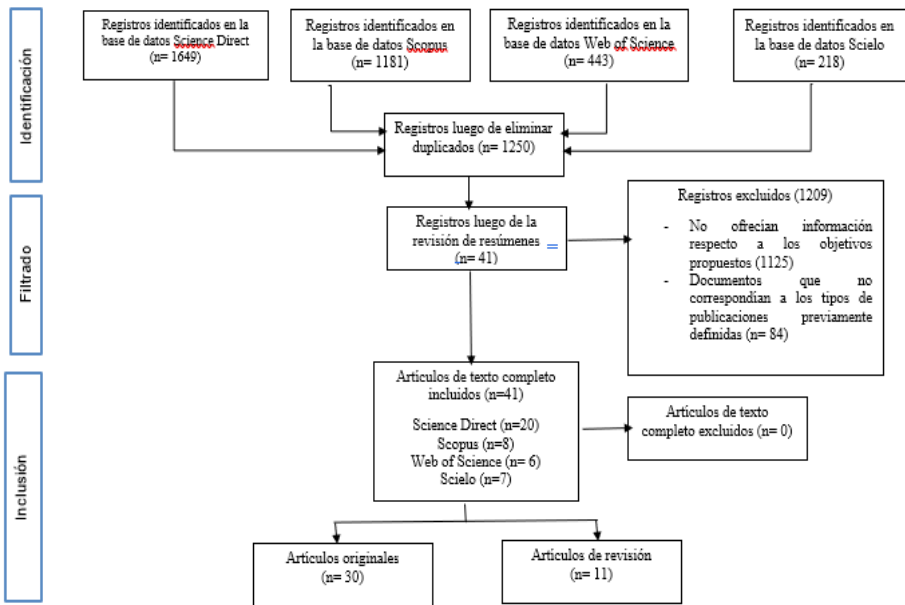 Identificación
Registros identificados en la
base de datos Science Direct
(n= 1649)
Registros identificados en
la base de datos Scopus
(n= 1181)
Registros identificados en la
base de datos Web of Science
(n= 443)
Registros identificados en
la base de datos Scielo
(n= 218)
Registros luego de eliminar
duplicados (n= 1250)
Filtrado
Registros luego de la
revisión de resúmenes
(n= 41)
Registros excluidos (1209)
- No ofrecían información
respecto a los objetivos
propuestos (1125)
- Documentos que no
correspondían a los tipos de
publicaciones previamente
definidas (n= 84)
Inclusión
Artículos de texto completo
incluidos (n=41)
Science Direct (n=20)
Scopus (n=8)
Web of Science (n= 6)
Scielo (n=7)
Artículos de texto
completo excluidos (n= 0)
Artículos originales
(n= 30)
Artículos de revisión
(n= 11)